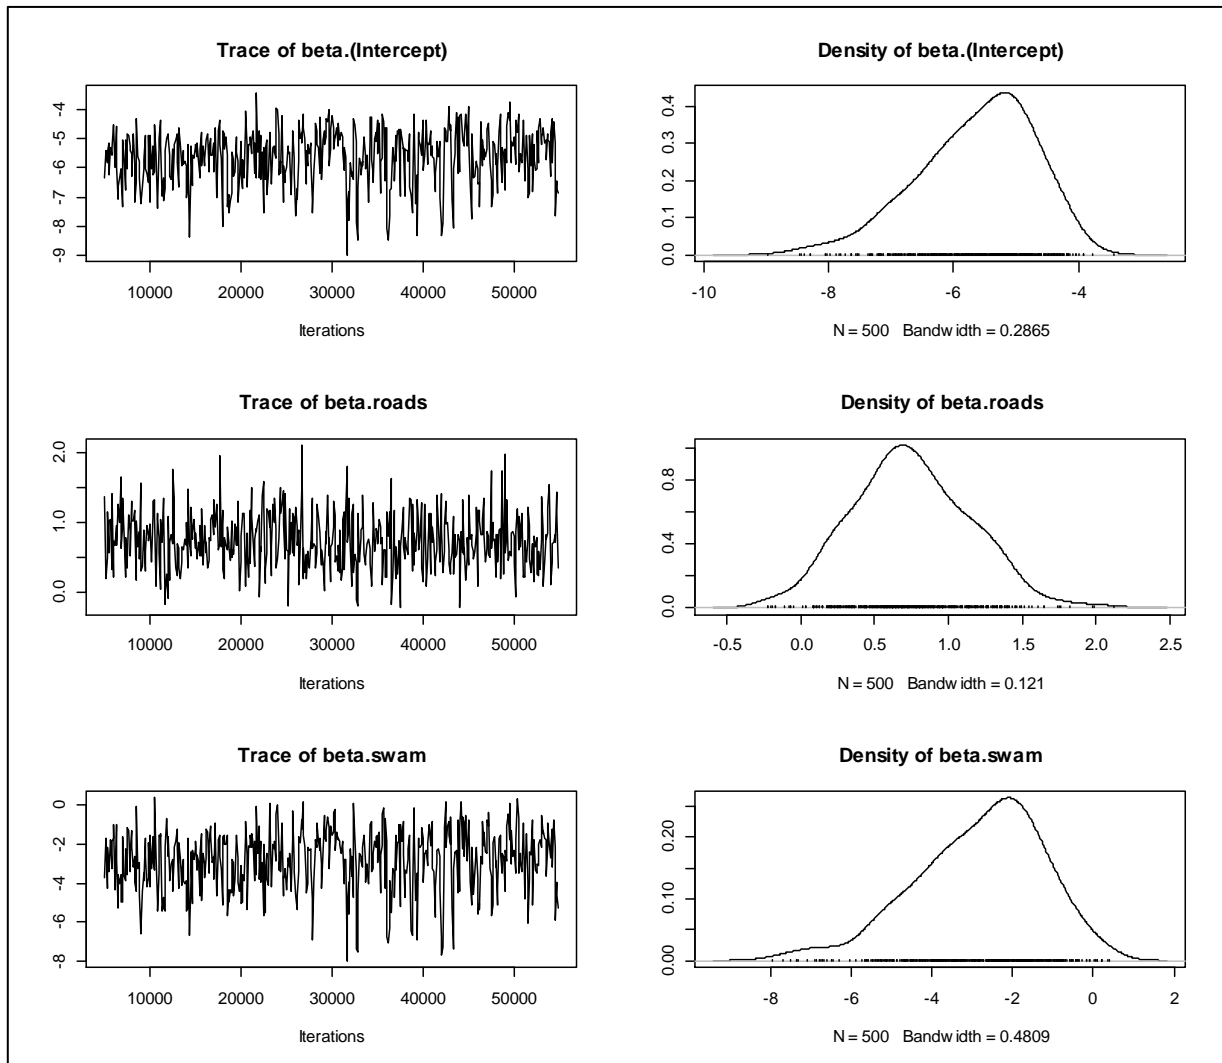 Trace of beta.(Intercept)
-4
-5
-6
-7
-8
-9
10000 20000 30000 40000 50000
Iterations
Density of beta.(Intercept)
0.4
0.3
0.2
0.1
0.0
-10 -8 -6 -4
N = 500 Bandwidth = 0.2865
Trace of beta.roads
2.0
1.0
0.0
10000 20000 30000 40000 50000
Iterations
Density of beta.roads
0.8
0.4
0.0
-0.5 0.0 0.5 1.0 1.5 2.0 2.5
N = 500 Bandwidth = 0.121
Trace of beta.swam
0
-2
-4
-6
-8
10000 20000 30000 40000 50000
Iterations
Density of beta.swam
0.20
0.10
0.00
-8 -6 -4 -2 0 2
N = 500 Bandwidth = 0.4809